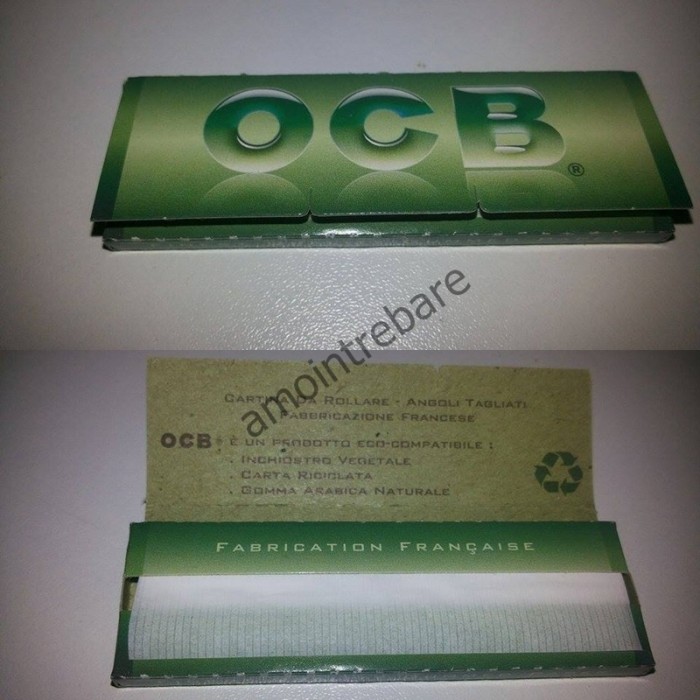 OCB®
amointrebare
CARTINA DA ROLLARE - ANGOLI TAGLIATI
FABBRICAZIONE FRANCESE
OCB® È UN PRODOTTO ECO-COMPATIBILE :
. INCHIOSTRO VEGETALE
. CARTA RICICLATA
. GOMMA ARABICA NATURALE
FABRICATION FRANÇAISE